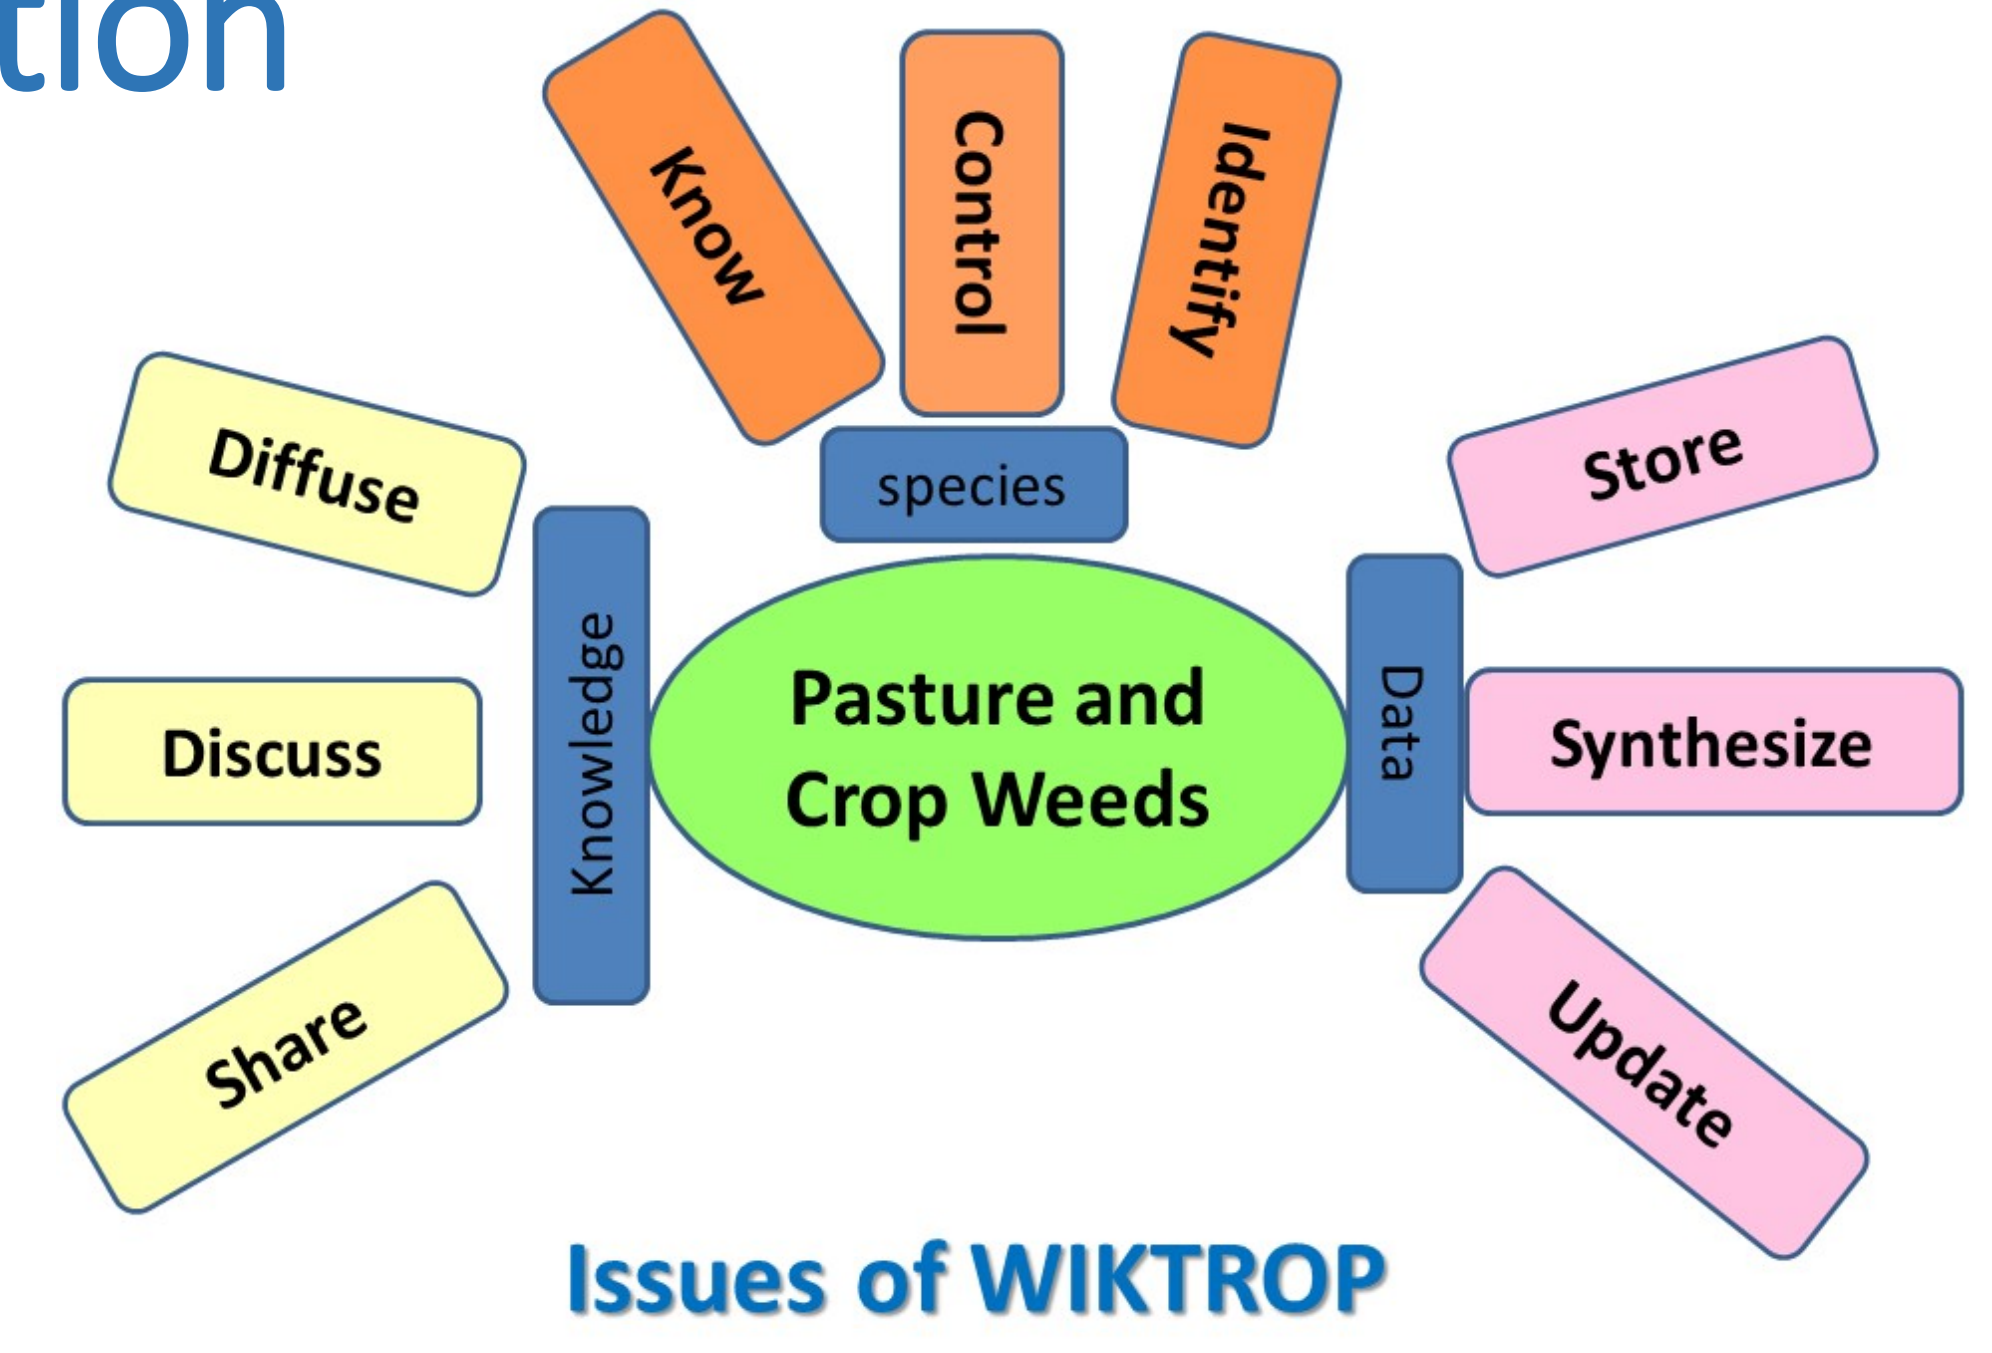 tion
Know
Control
Identify
Diffuse
species
Store
Knowledge
Pasture and
Crop Weeds
Data
Discuss
Synthesize
Share
Update
Issues of WIKTROP